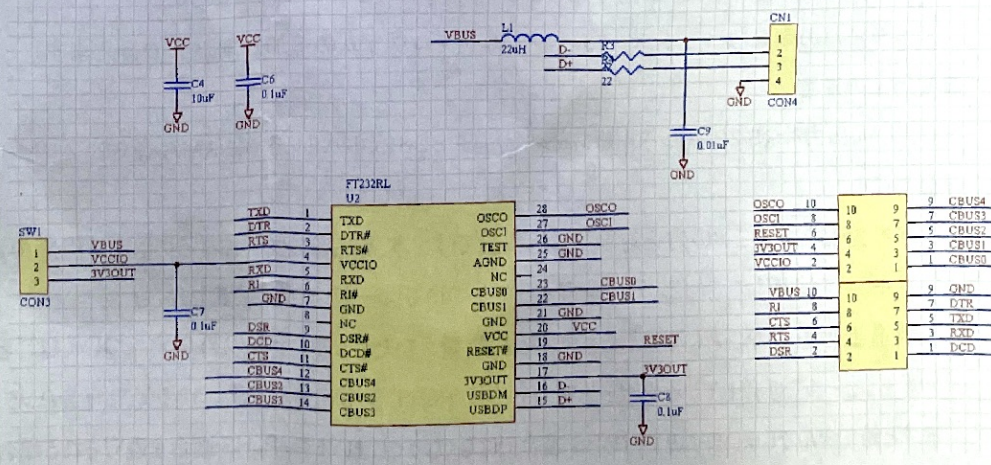 CN1
VBUS
L1
22uH
D-
D+
R3
22
1
2
3
4
GND
CON4
VCC
C4
10uF
GND
VCC
C6
0.1uF
GND
C9
0.01uF
GND
FT232RL
U2
TXD 1 TXD
DTR 2 DTR#
RTS 3 RTS#
4 VCCIO
RXD 5 RXD
RI 6 RI#
GND 7 GND
8 NC
DSR 9 DSR#
DCD 10 DCD#
CTS 11 CTS#
CBUS4 12 CBUS4
CBUS2 13 CBUS2
CBUS3 14 CBUS3
OSCO 28 OSCO
OSCI 27 OSCI
TEST 26 GND
AGND 25 GND
NC 24
CBUS0 23 CBUS0
CBUS1 22 CBUS1
GND 21 GND
VCC 20 VCC
RESET# 19 RESET
GND 18 GND
3V3OUT 17 3V3OUT
USBDM 16 D-
USBDP 15 D+
SW1
1 VBUS
2 VCCIO
3 3V3OUT
CON3
C7
0.1uF
GND
C8
0.1uF
GND
OSCO 10 10 9 9 CBUS4
OSCI 8 8 7 7 CBUS3
RESET 6 6 5 5 CBUS2
3V3OUT 4 4 3 3 CBUS1
VCCIO 2 2 1 1 CBUS0
VBUS 10 10 9 9 GND
RI 8 8 7 7 DTR
CTS 6 6 5 5 TXD
RTS 4 4 3 3 RXD
DSR 2 2 1 1 DCD